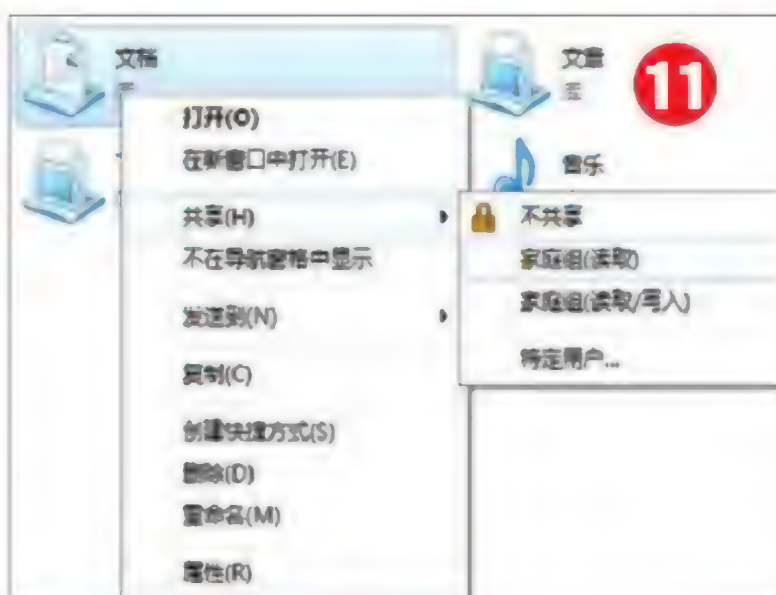 文档
文章
11
打开(O)
在新窗口中打开(E)
音乐
共享(H)
不共享
不在导航窗格中显示
家庭组(读取)
家庭组(读取/写入)
发送到(N)
特定用户...
复制(C)
创建快捷方式(S)
删除(D)
重命名(M)
属性(R)